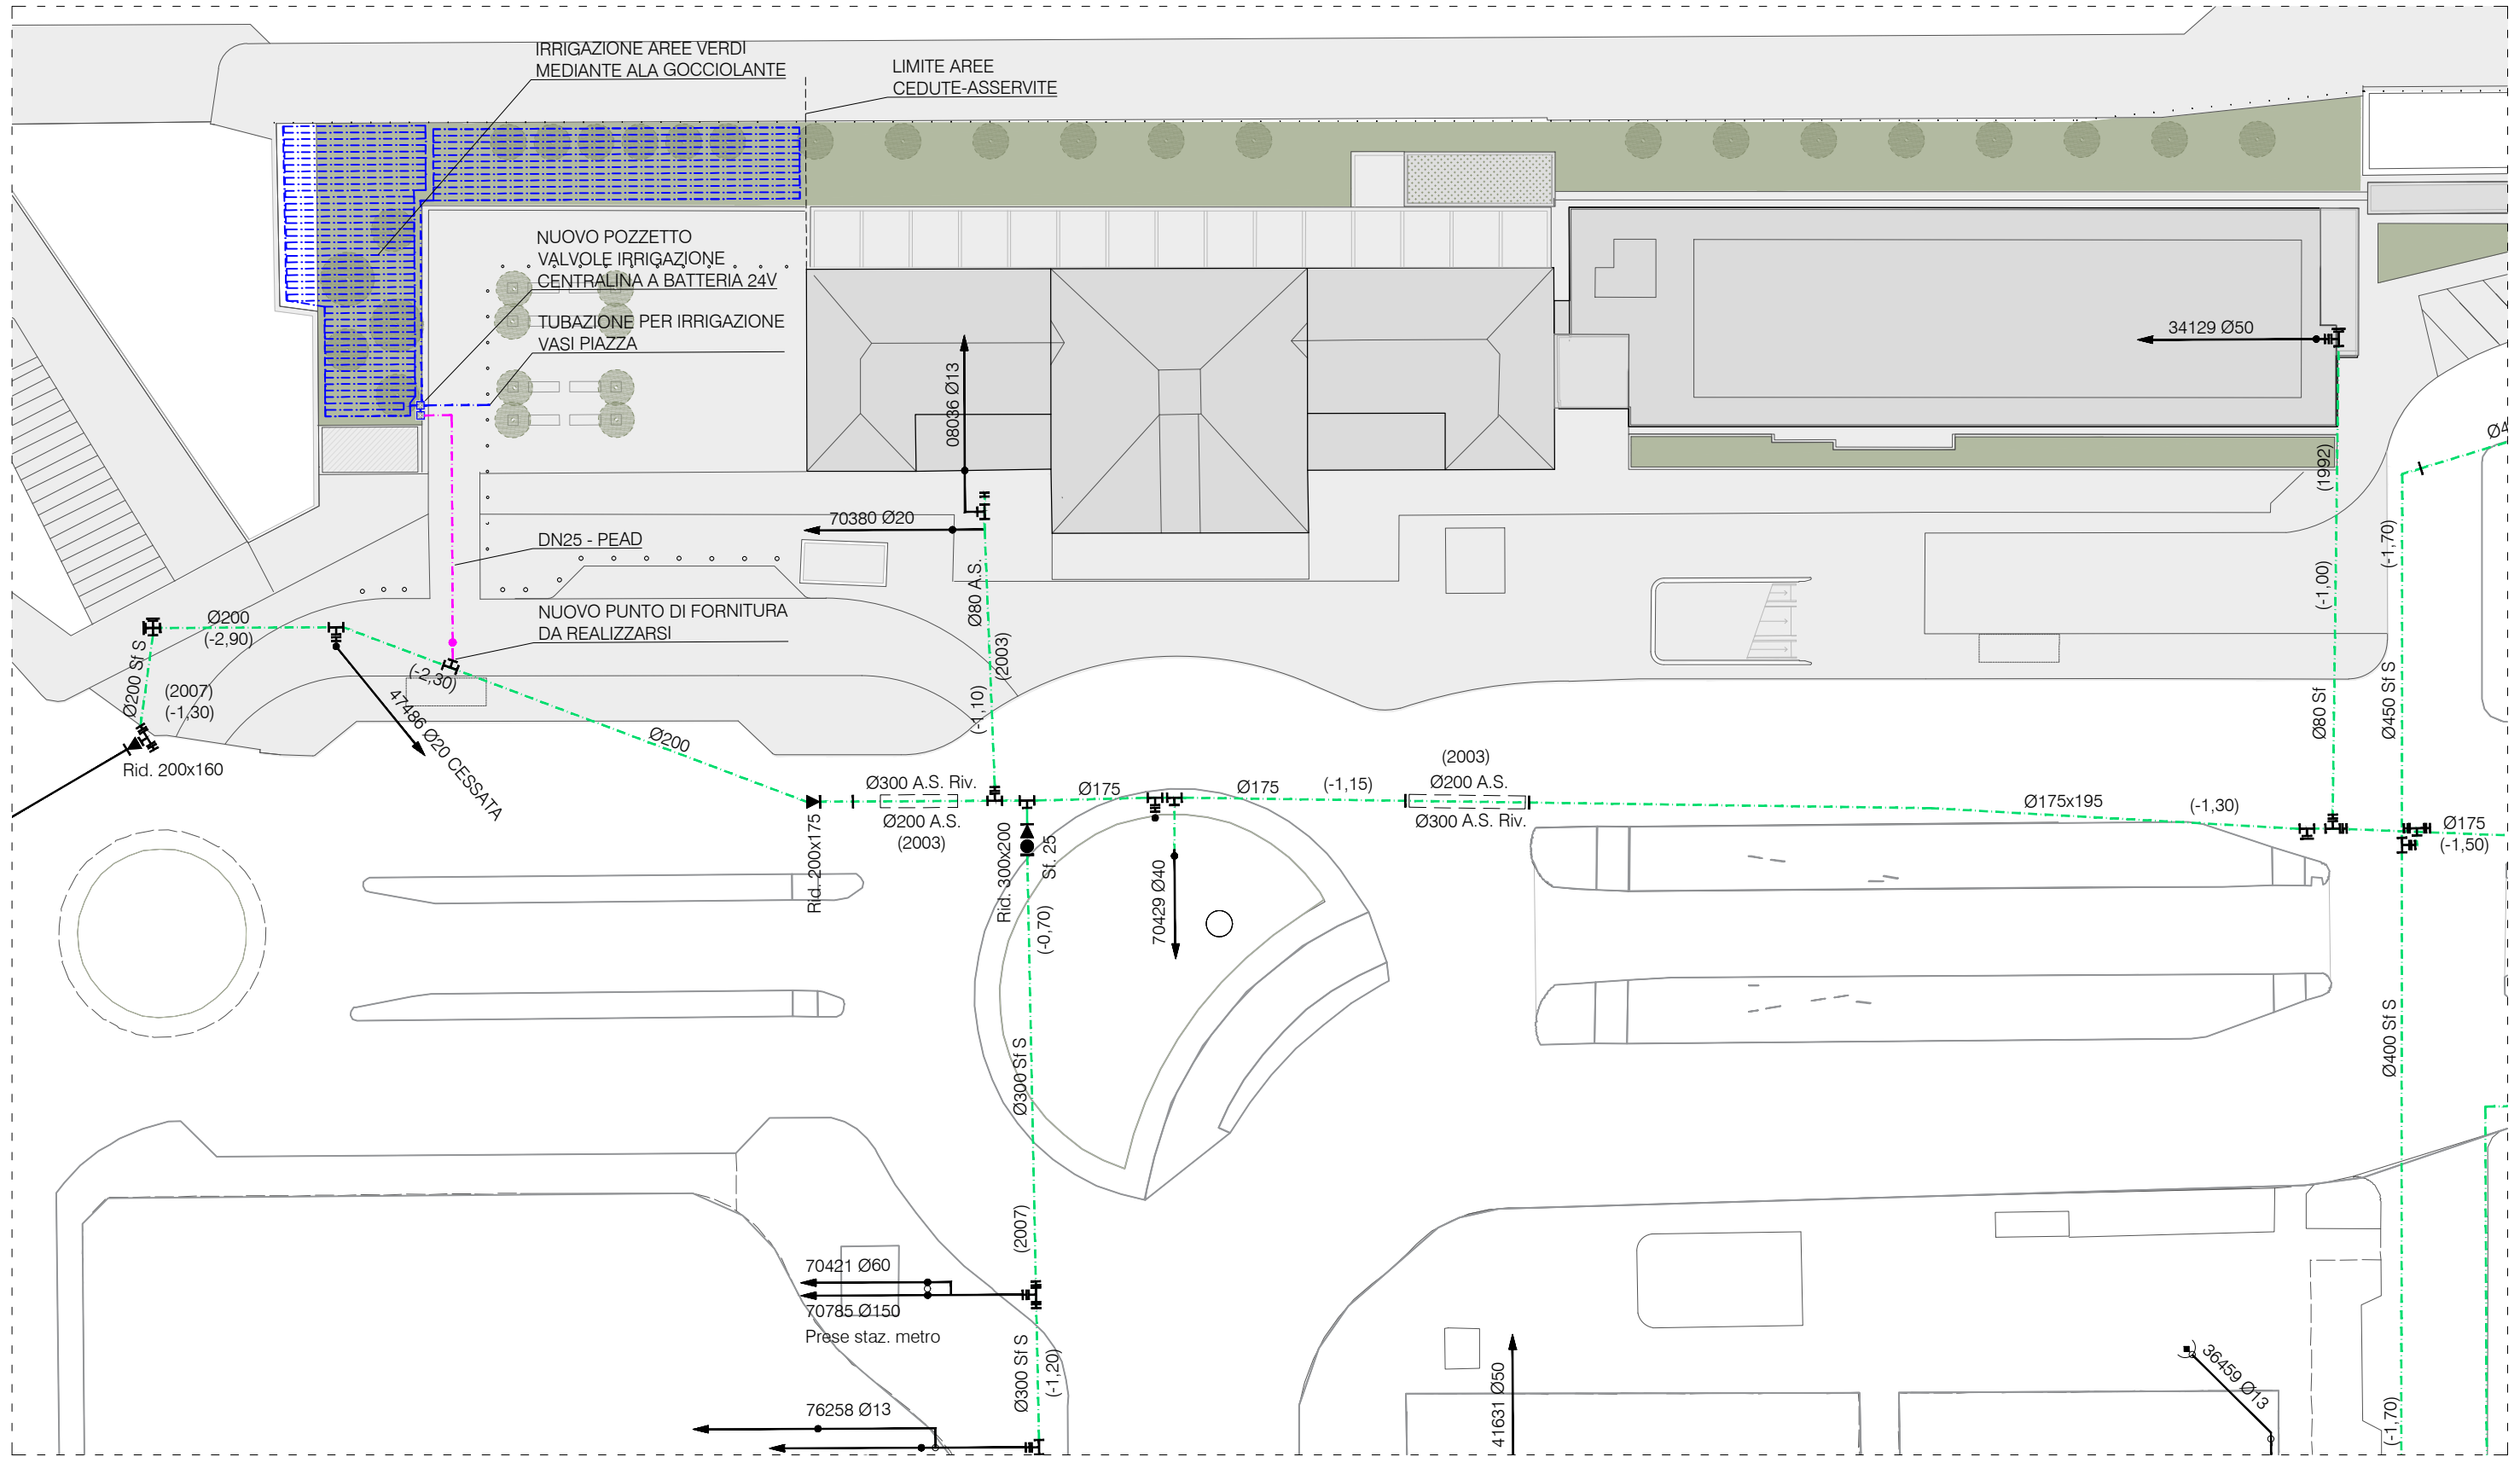 IRRIGAZIONE AREE VERDI
MEDIANTE ALA GOCCIOLANTE
LIMITE AREE
CEDUTE-ASSERVITE
NUOVO POZZETTO
VALVOLE IRRIGAZIONE
CENTRALINA A BATTERIA 24V
TUBAZIONE PER IRRIGAZIONE
VASI PIAZZA
34129 Ø50
08036 Ø13
70380 Ø20
DN25 - PEAD
NUOVO PUNTO DI FORNITURA
DA REALIZZARSI
Ø80 A.S.
(2003)
(-1,10)
(1992)
(-1,00)
Ø80 Sf
(-1,70)
Ø450 Sf S
Ø4
Ø200
(-2,90)
Ø200 Sf S
(2007)
(-1,30)
Rid. 200x160
(-2,30)
47486 Ø20 CESSATA
Ø200
Rid. 200x175
Ø300 A.S. Riv.
Ø200 A.S.
(2003)
Ø175
Ø175
(-1,15)
(2003)
Ø200 A.S.
Ø300 A.S. Riv.
Ø175x195
(-1,30)
Ø175
(-1,50)
Rid. 300x200
Sf. 25
(-0,70)
70429 Ø40
Ø300 Sf S
Ø400 Sf S
(2007)
70421 Ø60
70785 Ø150
Prese staz. metro
Ø300 Sf S
(-1,20)
76258 Ø13
41631 Ø50
36459 Ø13
(-1,70)